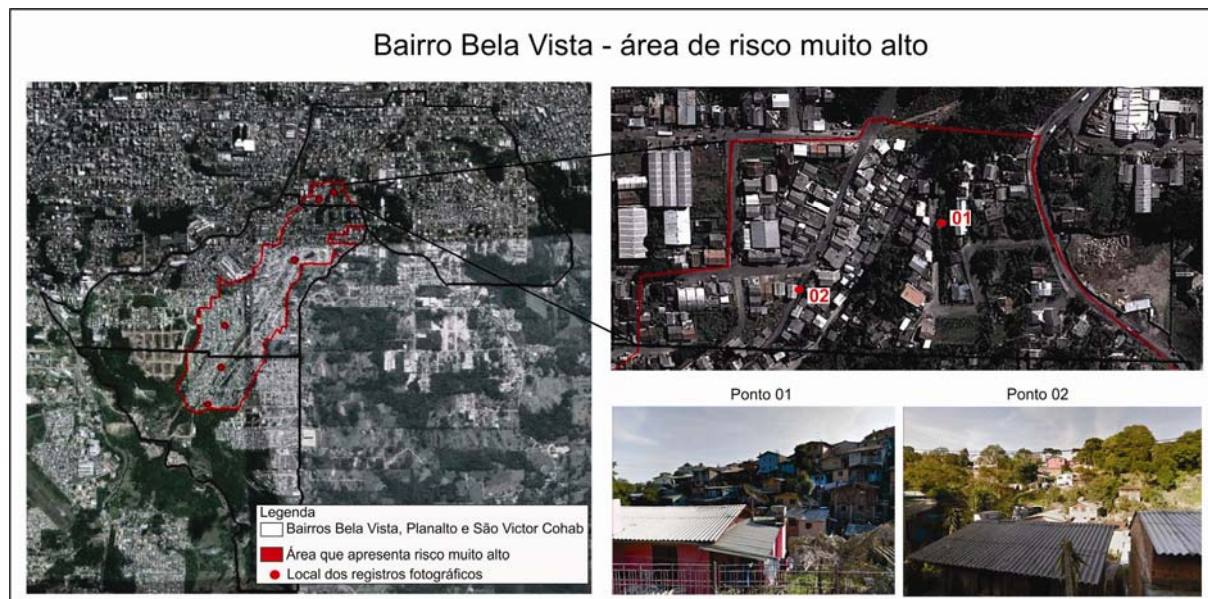 Bairro Bela Vista - área de risco muito alto
01
02
Ponto 01
Ponto 02
Legenda
Bairros Bela Vista, Planalto e São Victor Cohab
Área que apresenta risco muito alto
Local dos registros fotográficos